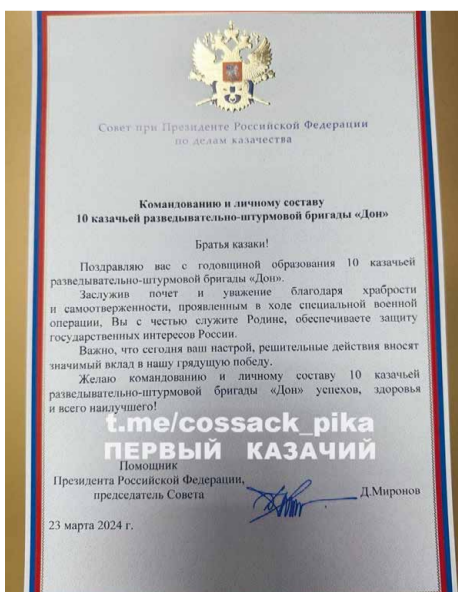 Совет при Президенте Российской Федерации
по делам казачества
Командованию и личному составу
10 казачьей разведывательно-штурмовой бригады «Дон»
Братья казаки!
Поздравляю вас с годовщиной образования 10 казачьей
разведывательно-штурмовой бригады «Дон».
Заслужив почет и уважение благодаря храбрости
и самоотверженности, проявленным в ходе специальной военной
операции, Вы с честью служите Родине, обеспечиваете защиту
государственных интересов России.
Важно, что сегодня ваш настрой, решительные действия вносят
значимый вклад в нашу грядущую победу.
Желаю командованию и личному составу 10 казачьей
разведывательно-штурмовой бригады «Дон» успехов, здоровья
и всего наилучшего!
t.me/cossack_pika
ПЕРВЫЙ КАЗАЧИЙ
Помощник
Президента Российской Федерации,
председатель Совета
Д.Миронов
23 марта 2024 г.